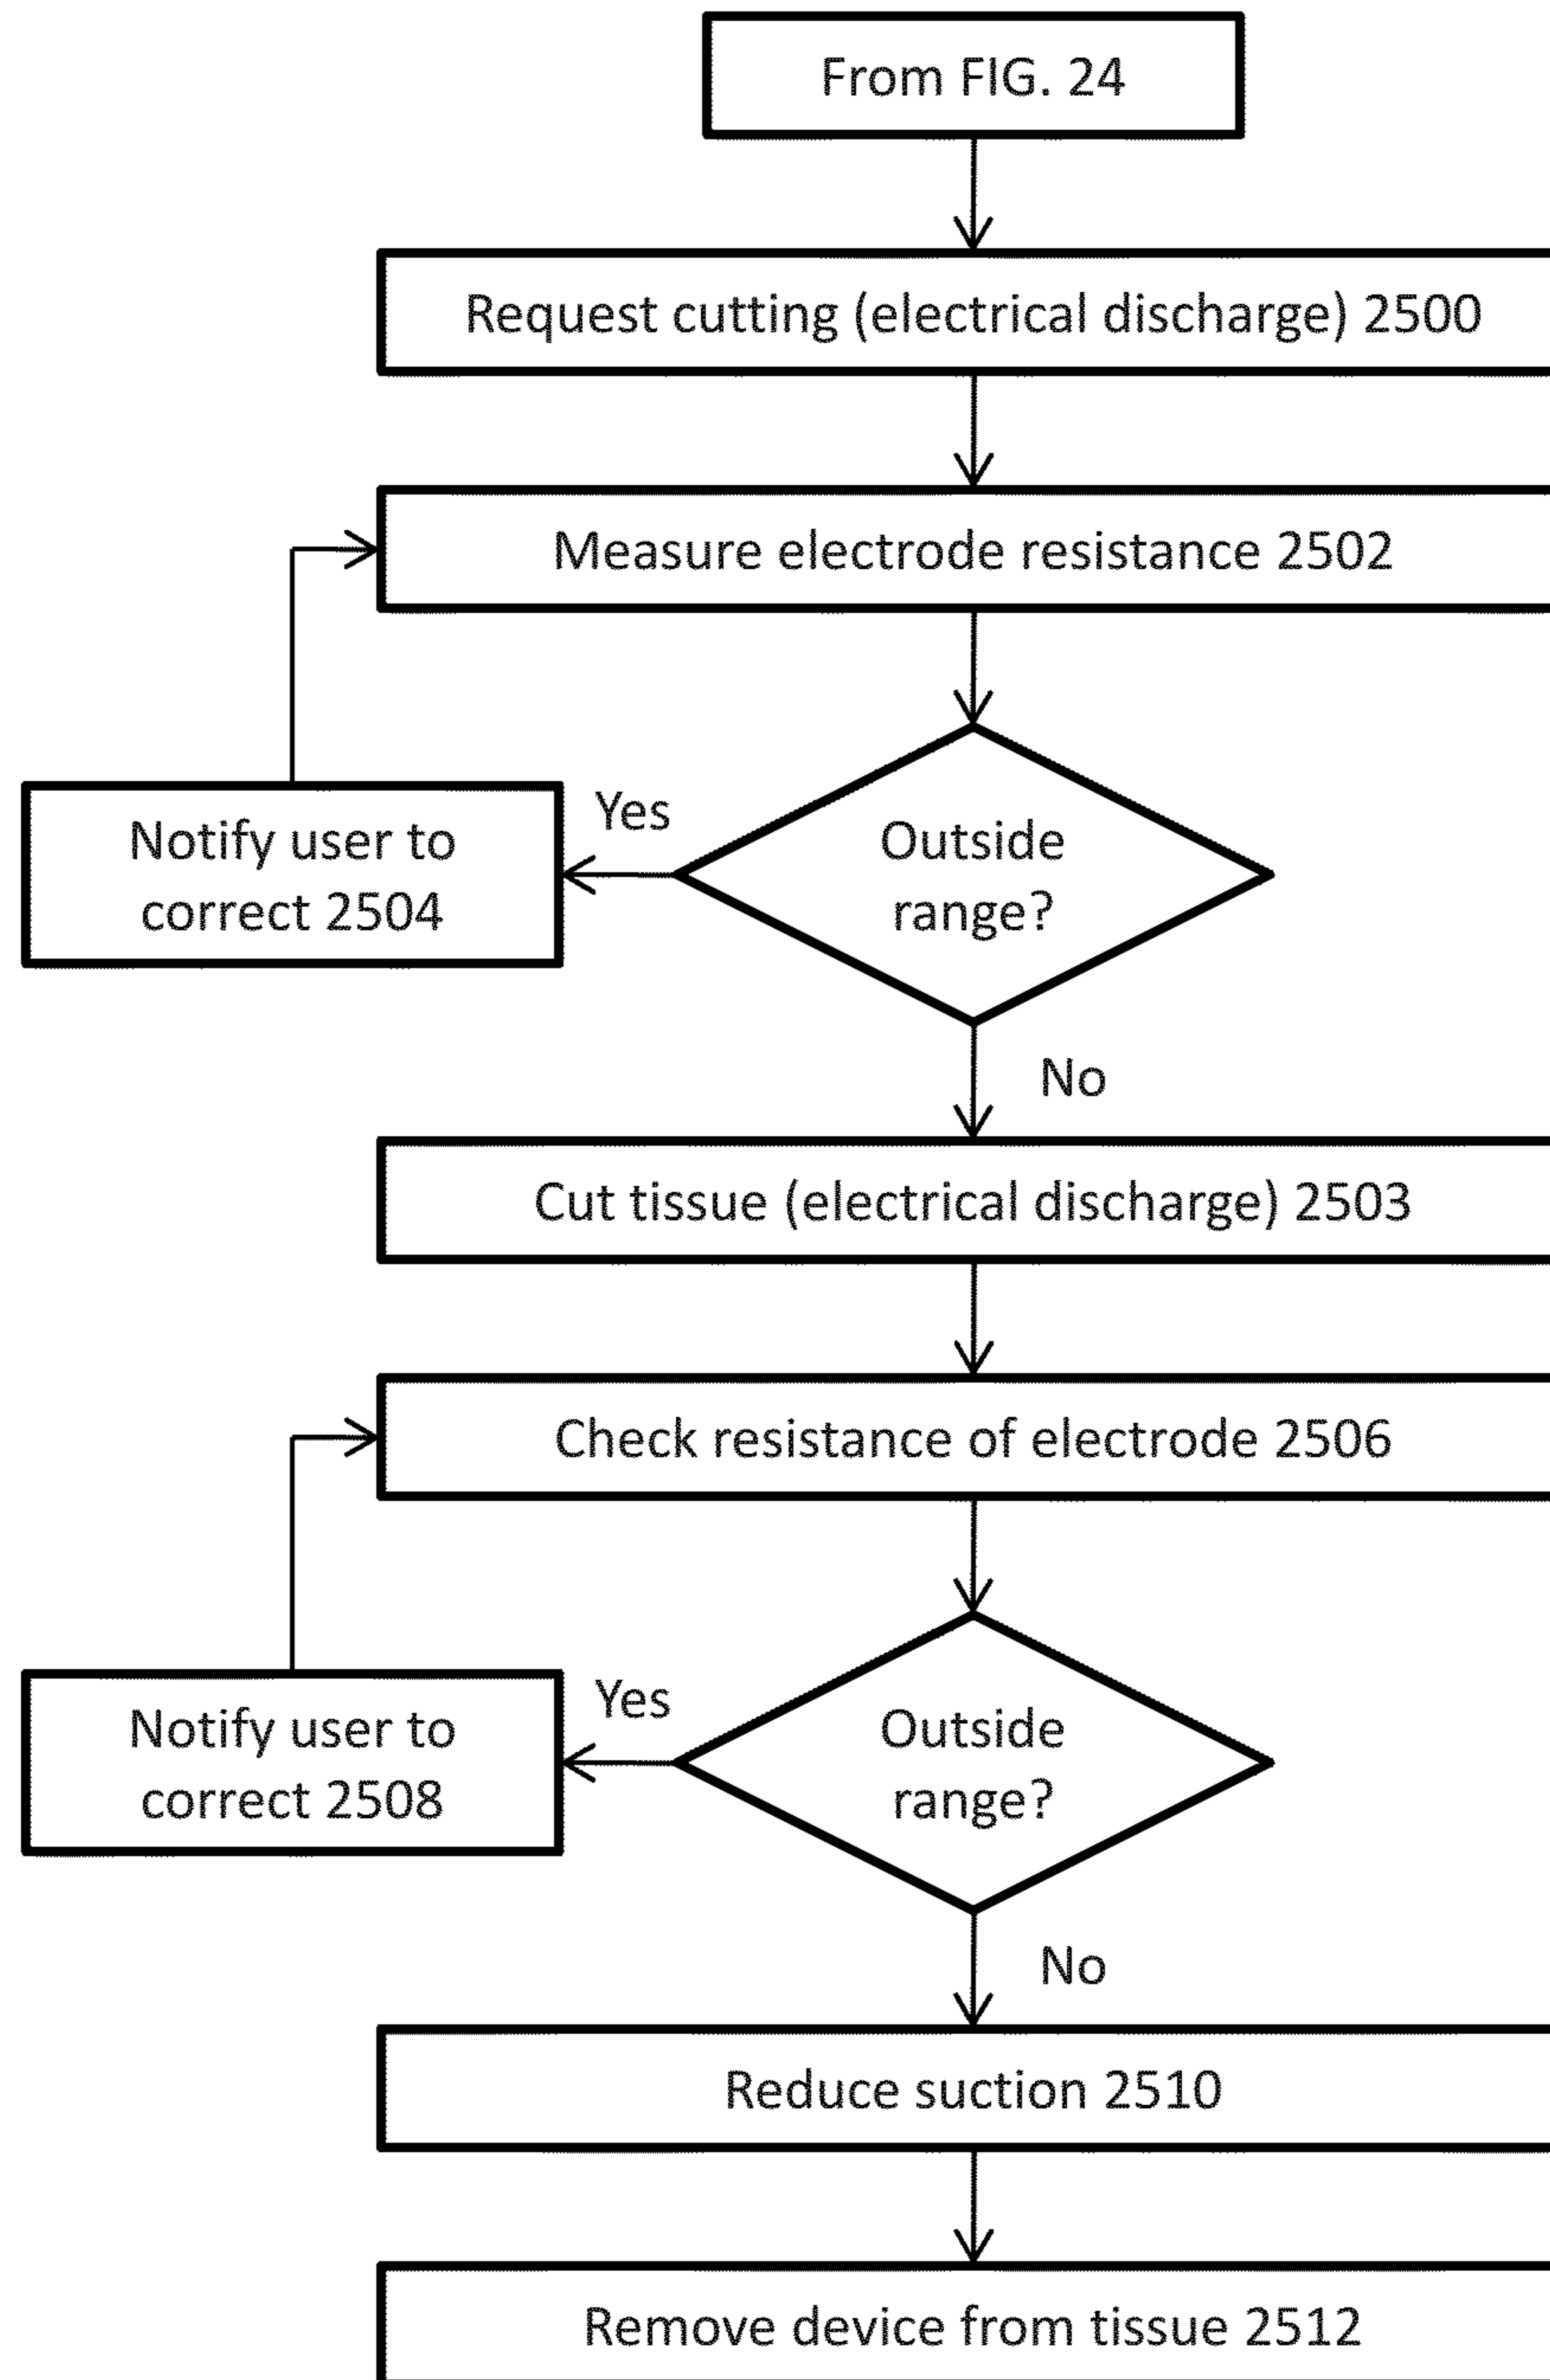 From FIG. 24
Request cutting (electrical discharge) 2500
Measure electrode resistance 2502
Yes
Outside
range?
Notify user to
correct 2504
No
Cut tissue (electrical discharge) 2503
Check resistance of electrode 2506
Yes
Outside
range?
Notify user to
correct 2508
No
Reduce suction 2510
Remove device from tissue 2512